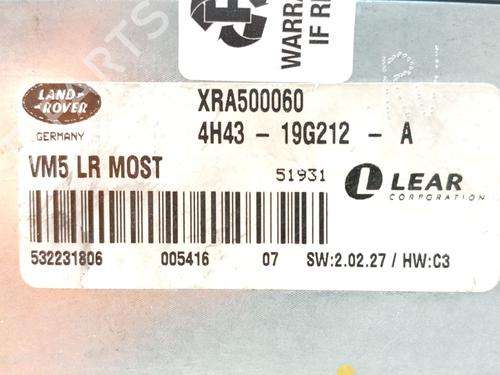 WARRA
IF RE
LAND-
ROVER
GERMANY
XRA500060
4H43 - 19G212 - A
VM5 LR MOST
51931
LEAR
CORPORATION
532231806 005416 07 SW:2.02.27 / HW:C3